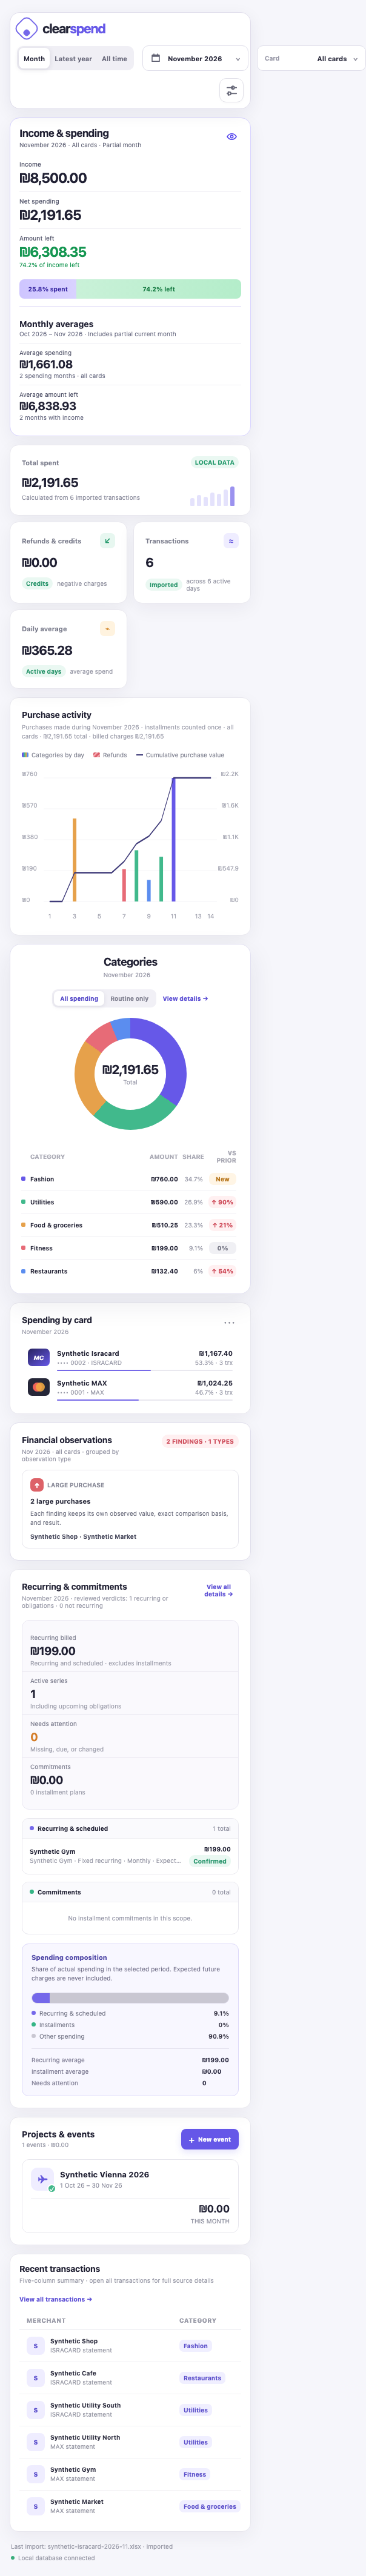 clearspend
Month Latest year All time November 2026 Card All cards
Income & spending
November 2026 · All cards · Partial month
Income
₪8,500.00
Net spending
₪2,191.65
Amount left
₪6,308.35
74.2% of income left
25.8% spent 74.2% left
Monthly averages
Oct 2026 – Nov 2026 · Includes partial current month
Average spending
₪1,661.08
2 spending months · all cards
Average amount left
₪6,838.93
2 months with income
Total spent LOCAL DATA
₪2,191.65
Calculated from 6 imported transactions
Refunds & credits
₪0.00
Credits negative charges
Transactions
6
Imported across 6 active
days
Daily average
₪365.28
Active days average spend
Purchase activity
Purchases made during November 2026 · Installments counted once · all
cards · ₪2,191.65 total · billed charges ₪2,191.65
Categories by day Refunds Cumulative purchase value
₪760 ₪2.2K
₪570 ₪1.6K
₪380 ₪1.1K
₪190 ₪547.9
₪0 ₪0
1 3 5 7 9 11 13 14
Categories
November 2026
All spending Routine only View details →
₪2,191.65
Total
CATEGORY AMOUNT SHARE VS
PRIOR
Fashion ₪760.00 34.7% New
Utilities ₪590.00 26.9% ↑ 90%
Food & groceries ₪510.25 23.3% ↑ 21%
Fitness ₪199.00 9.1% 0%
Restaurants ₪132.40 6% ↑ 54%
Spending by card
November 2026
MC Synthetic Isracard ₪1,167.40
•••• 0002 · ISRACARD 53.3% · 3 trx
Synthetic MAX ₪1,024.25
•••• 0001 · MAX 46.7% · 3 trx
Financial observations 2 FINDINGS · 1 TYPES
Nov 2026 · all cards · grouped by
observation type
LARGE PURCHASE
2 large purchases
Each finding keeps its own observed value, exact comparison basis,
and result.
Synthetic Shop · Synthetic Market
Recurring & commitments View all
details →
November 2026 · reviewed verdicts: 1 recurring or
obligations · 0 not recurring
Recurring billed
₪199.00
Recurring and scheduled · excludes installments
Active series
1
Including upcoming obligations
Needs attention
0
Missing, due, or changed
Commitments
₪0.00
0 installment plans
Recurring & scheduled 1 total
Synthetic Gym ₪199.00
Synthetic Gym · Fixed recurring · Monthly · Expect... Confirmed
Commitments 0 total
No installment commitments in this scope.
Spending composition
Share of actual spending in the selected period. Expected future
charges are never included.
Recurring & scheduled 9.1%
Installments 0%
Other spending 90.9%
Recurring average ₪199.00
Installment average ₪0.00
Needs attention 0
Projects & events
1 events · ₪0.00
+ New event
Synthetic Vienna 2026
1 Oct 26 – 30 Nov 26
₪0.00
THIS MONTH
Recent transactions
Five-column summary · open all transactions for full source details
View all transactions →
MERCHANT CATEGORY
S Synthetic Shop Fashion
ISRACARD statement
S Synthetic Cafe Restaurants
ISRACARD statement
S Synthetic Utility South Utilities
ISRACARD statement
S Synthetic Utility North Utilities
MAX statement
S Synthetic Gym Fitness
MAX statement
S Synthetic Market Food & groceries
MAX statement
Last import: synthetic-isracard-2026-11.xlsx · imported
Local database connected